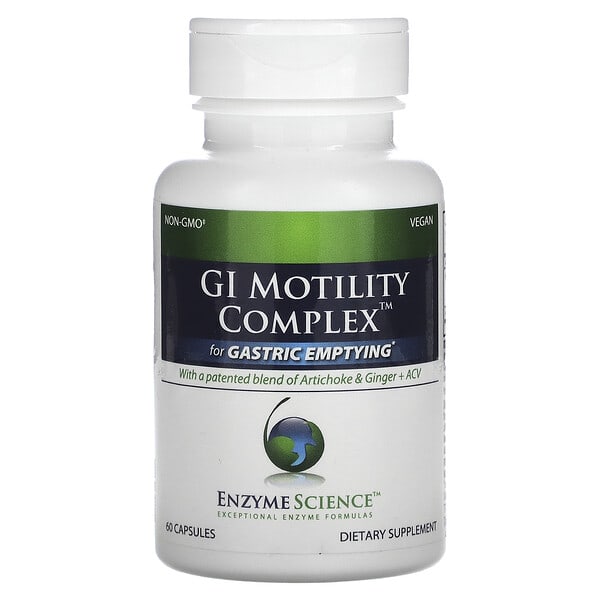 NON-GMO‡
VEGAN
GI MOTILITY
COMPLEX™
for GASTRIC EMPTYING*
With a patented blend of Artichoke & Ginger + ACV
ENZYME SCIENCE™
EXCEPTIONAL ENZYME FORMULAS
60 CAPSULES
DIETARY SUPPLEMENT